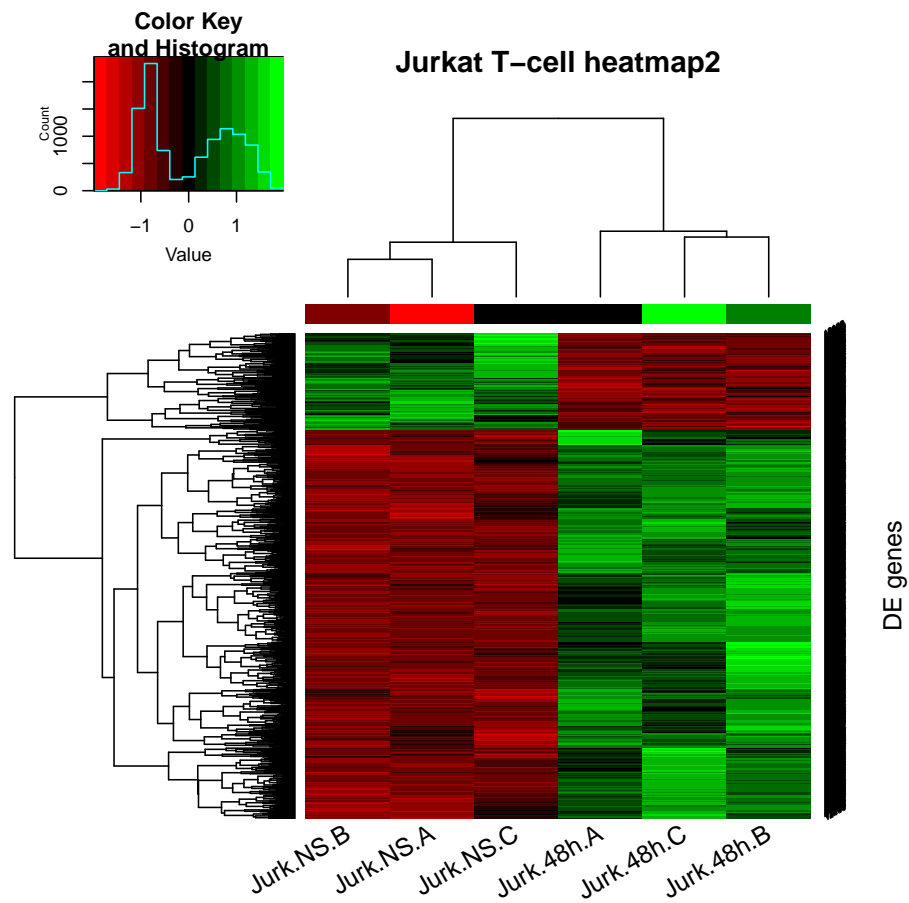 Color Key
and Histogram
Jurkat T−cell heatmap2
Count
0
1000
−1
0
1
Value
DE genes
Jurk.NS.B
Jurk.NS.A
Jurk.NS.C
Jurk.48h.A
Jurk.48h.C
Jurk.48h.B